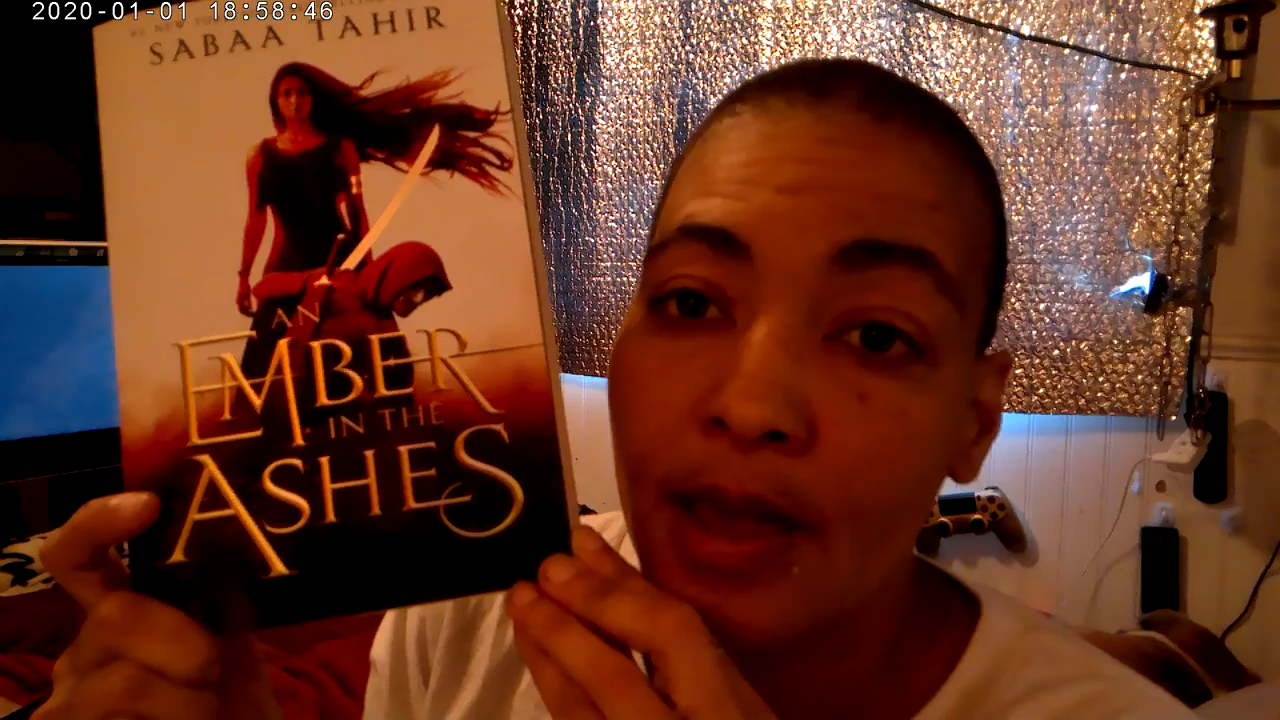 2020-01-01 18:58:46
SABAA TAHIR
AN
EMBER
IN THE
ASHES